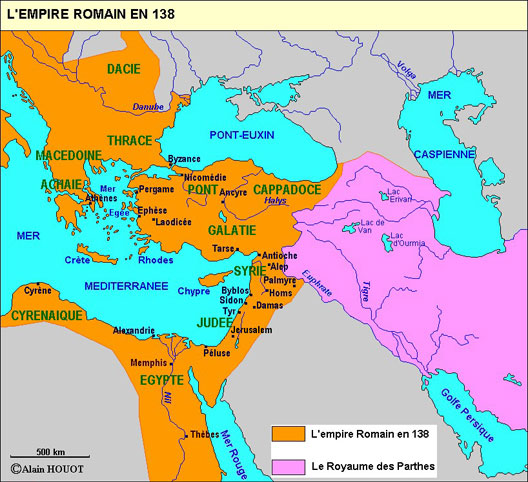 L'EMPIRE ROMAIN EN 138
DACIE
Volga
Danube
MER
CASPIENNE
PONT-EUXIN
THRACE
MACEDOINE
Byzance
Nicomédie
ACHAIE
Mer
Egée
Pergame
PONT
Ancyre
CAPPADOCE
Halys
Lac
Erivan
Athènes
Ephèse
Laodicée
GALATIE
Lac de
Van
Lac
d'Ourmia
MER
MEDITERRANEE
Crète
Rhodes
Tarse
Antioche
SYRIE
Alep
Palmyre
Euphrate
Tigre
Chypre
Byblos
Homs
Sidon
Damas
Tyr
Cyrène
CYRENAIQUE
JUDEE
Alexandrie
Jerusalem
Péluse
Memphis
EGYPTE
Nil
Golfe Persique
Thèbes
Mer Rouge
500 km
©Alain HOUOT
L'empire Romain en 138
Le Royaume des Parthes